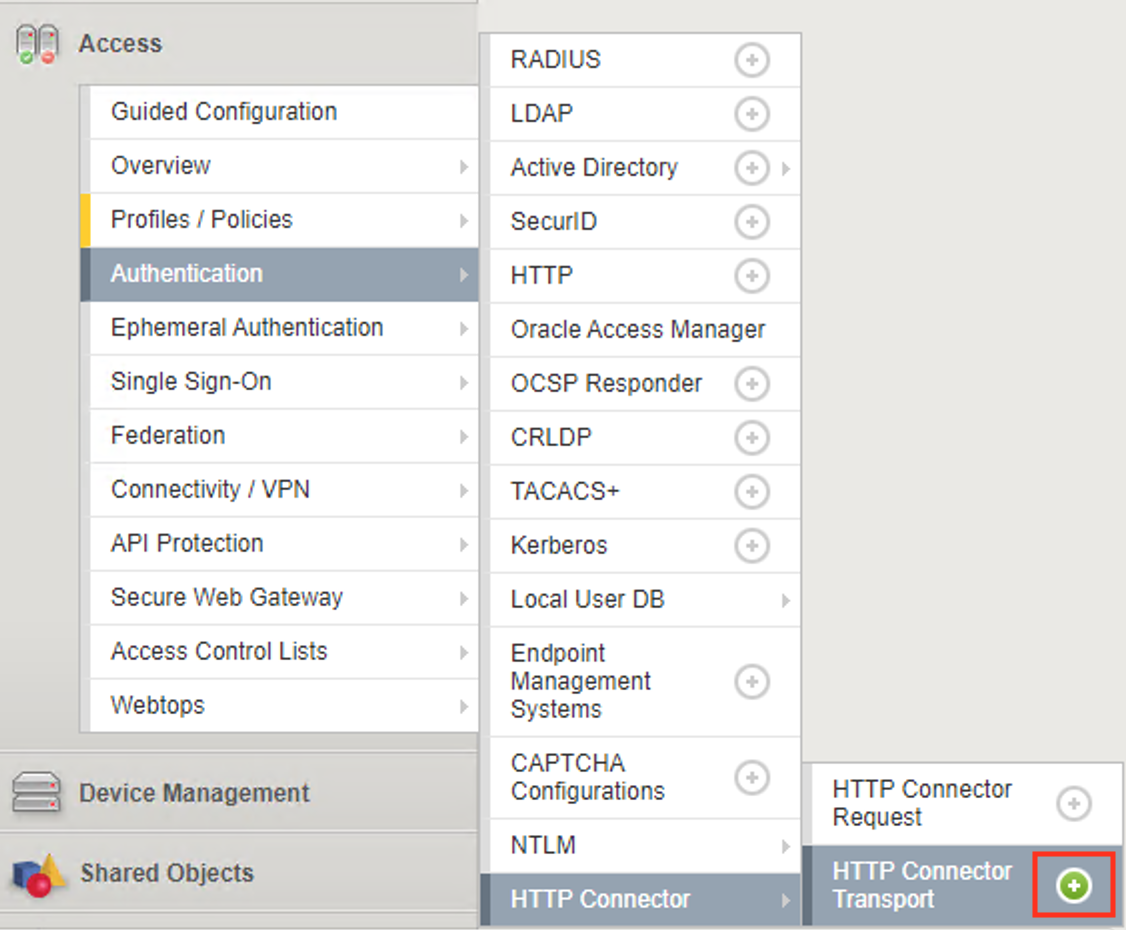 Access
Guided Configuration
Overview
Profiles / Policies
Authentication
Ephemeral Authentication
Single Sign-On
Federation
Connectivity / VPN
API Protection
Secure Web Gateway
Access Control Lists
Webtops
Device Management
Shared Objects
RADIUS
LDAP
Active Directory
SecurID
HTTP
Oracle Access Manager
OCSP Responder
CRLDP
TACACS+
Kerberos
Local User DB
Endpoint
Management
Systems
CAPTCHA
Configurations
NTLM
HTTP Connector
HTTP Connector
Request
HTTP Connector
Transport